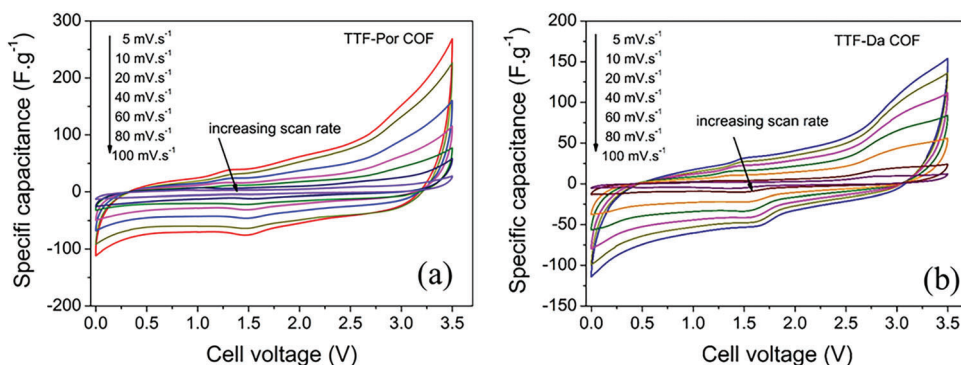 300
200
100
0
-100
-200
Specifi capacitance (F.g⁻¹)
5 mV.s⁻¹
10 mV.s⁻¹
20 mV.s⁻¹
40 mV.s⁻¹
60 mV.s⁻¹
80 mV.s⁻¹
100 mV.s⁻¹
TTF-Por COF
increasing scan rate
(a)
0.0 0.5 1.0 1.5 2.0 2.5 3.0 3.5
Cell voltage (V)
200
150
100
50
0
-50
-100
-150
Specific capacitance (F.g⁻¹)
5 mV.s⁻¹
10 mV.s⁻¹
20 mV.s⁻¹
40 mV.s⁻¹
60 mV.s⁻¹
80 mV.s⁻¹
100 mV.s⁻¹
TTF-Da COF
increasing scan rate
(b)
0.0 0.5 1.0 1.5 2.0 2.5 3.0 3.5
Cell voltage (V)